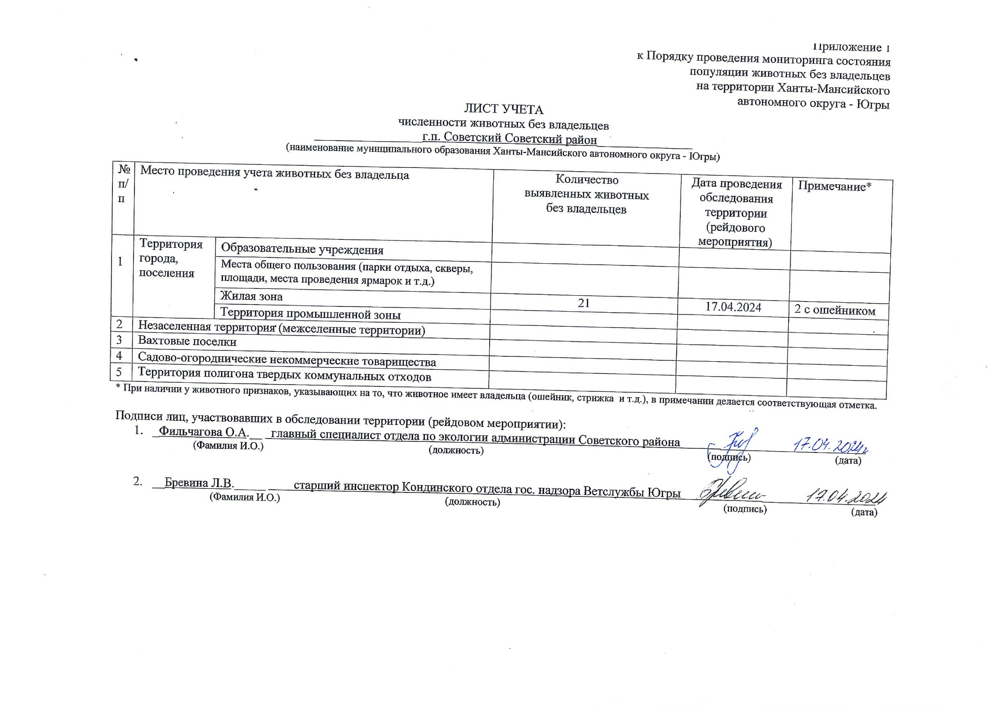 Приложение 1
к Порядку проведения мониторинга состояния
популяции животных без владельцев
на территории Ханты-Мансийского
автономного округа - Югры
ЛИСТ УЧЕТА
численности животных без владельцев
г.п. Советский Советский район
(наименование муниципального образования Ханты-Мансийского автономного округа - Югры)
№ п/п Место проведения учета животных без владельца Количество выявленных животных без владельцев Дата проведения обследования территории (рейдового мероприятия) Примечание*
1 Территория города, поселения Образовательные учреждения
Места общего пользования (парки отдыха, скверы,
площади, места проведения ярмарок и т.д.)
Жилая зона 21 17.04.2024 2 с ошейником
Территория промышленной зоны
2 Незаселенная территория (межселенные территории)
3 Вахтовые поселки
4 Садово-огороднические некоммерческие товарищества
5 Территория полигона твердых коммунальных отходов
* При наличии у животного признаков, указывающих на то, что животное имеет владельца (ошейник, стрижка и т.д.), в примечании делается соответствующая отметка.
Подписи лиц, участвовавших в обследовании территории (рейдовом мероприятии):
1. Фильчагова О.А. главный специалист отдела по экологии администрации Советского района 17.04.2024г
(Фамилия И.О.) (должность) (подпись) (дата)
2. Бревина Л.В. старший инспектор Кондинского отдела гос. надзора Ветслужбы Югры 17.04.2024
(Фамилия И.О.) (должность) (подпись) (дата)